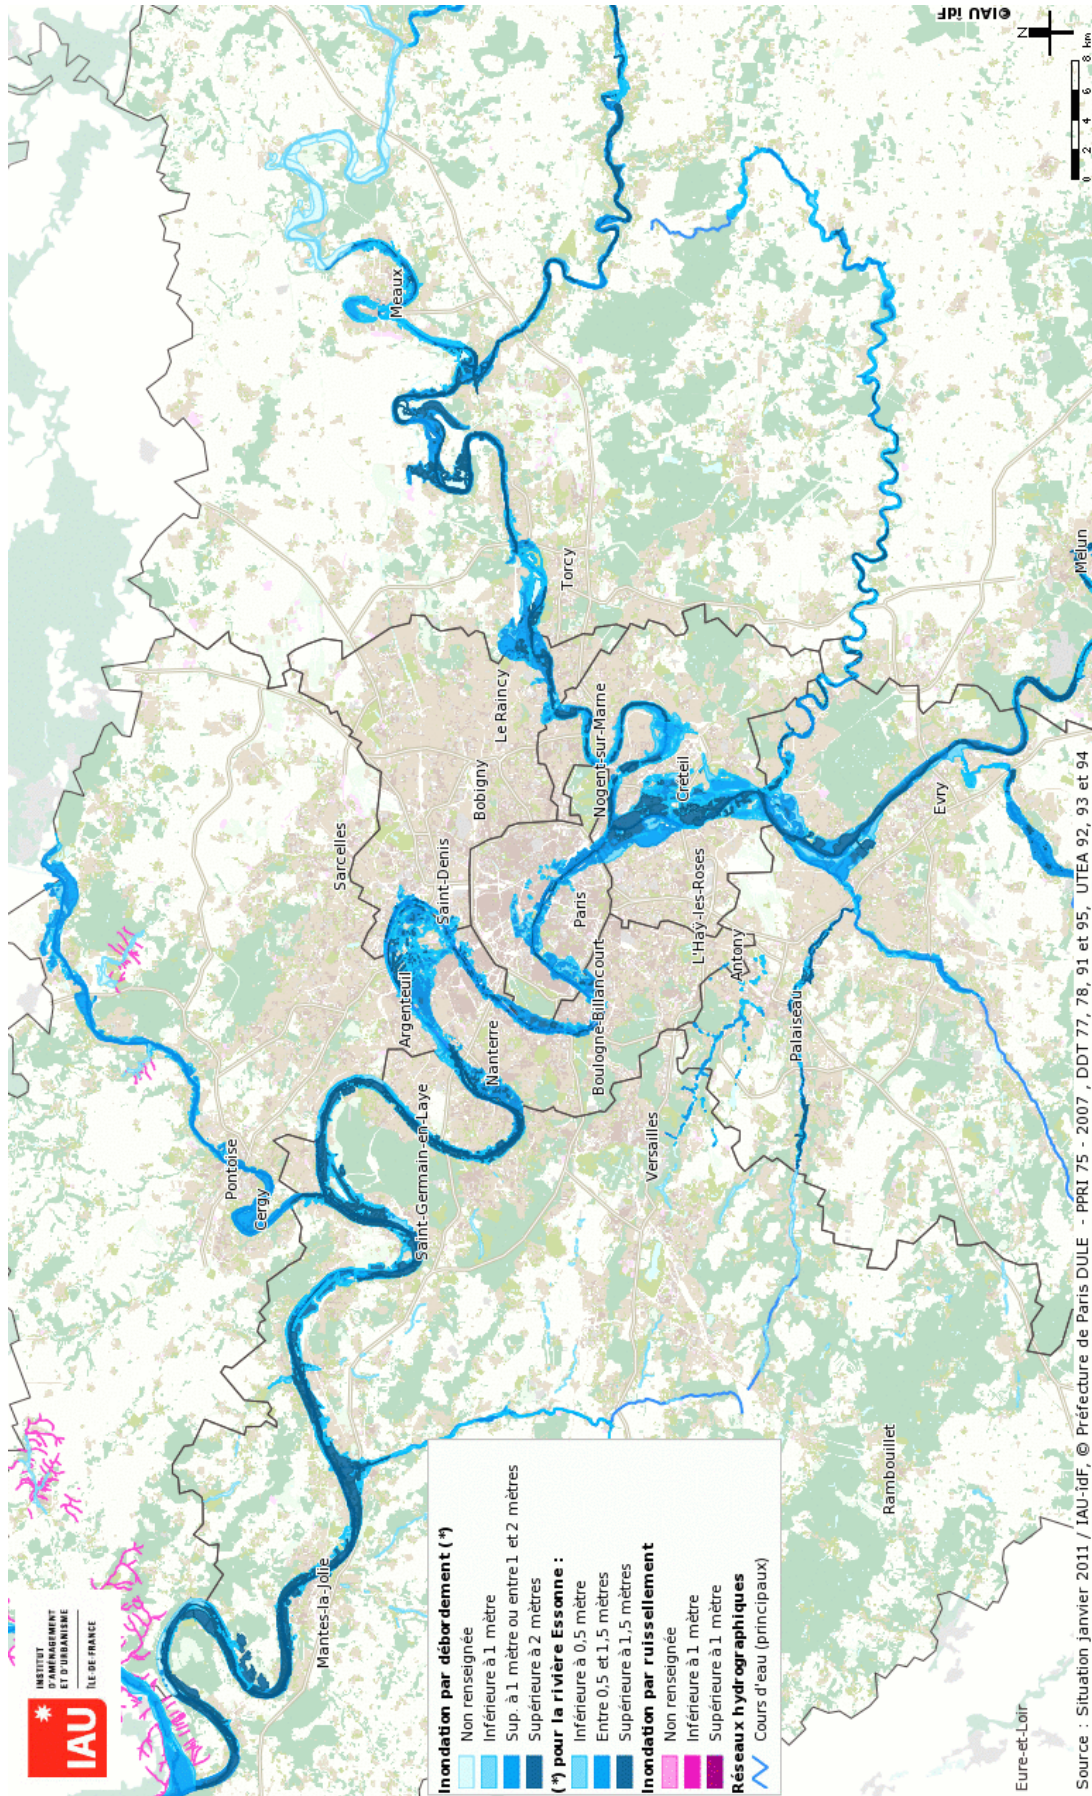 IAU
INSTITUT
D'AMÉNAGEMENT
ET D'URBANISME
ÎLE-DE-FRANCE
©IAU îdF
N
0 2 4 6 8 km
Meaux
Sarcelles
Pontoise
Cergy
Argenteuil
Saint-Denis
Bobigny
Le Raincy
Torcy
Mantes-la-Jolie
Saint-Germain-en-Laye
Nanterre
Paris
Nogent-sur-Marne
Boulogne-Billancourt
Créteil
Versailles
L'Haÿ-les-Roses
Antony
Palaiseau
Evry
Rambouillet
Melun
Eure-et-Loir
Inondation par débordement (*)
Non renseignée
Inférieure à 1 mètre
Sup. à 1 mètre ou entre 1 et 2 mètres
Supérieure à 2 mètres
(*) pour la rivière Essonne :
Inférieure à 0,5 mètre
Entre 0,5 et 1,5 mètres
Supérieure à 1,5 mètres
Inondation par ruissellement
Non renseignée
Inférieure à 1 mètre
Supérieure à 1 mètre
Réseaux hydrographiques
Cours d'eau (principaux)
Source : Situation janvier 2011 / IAU-îdF, © Préfecture de Paris DULE - PPRI 75 - 2007 , DDT 77, 78, 91 et 95, UTEA 92, 93 et 94